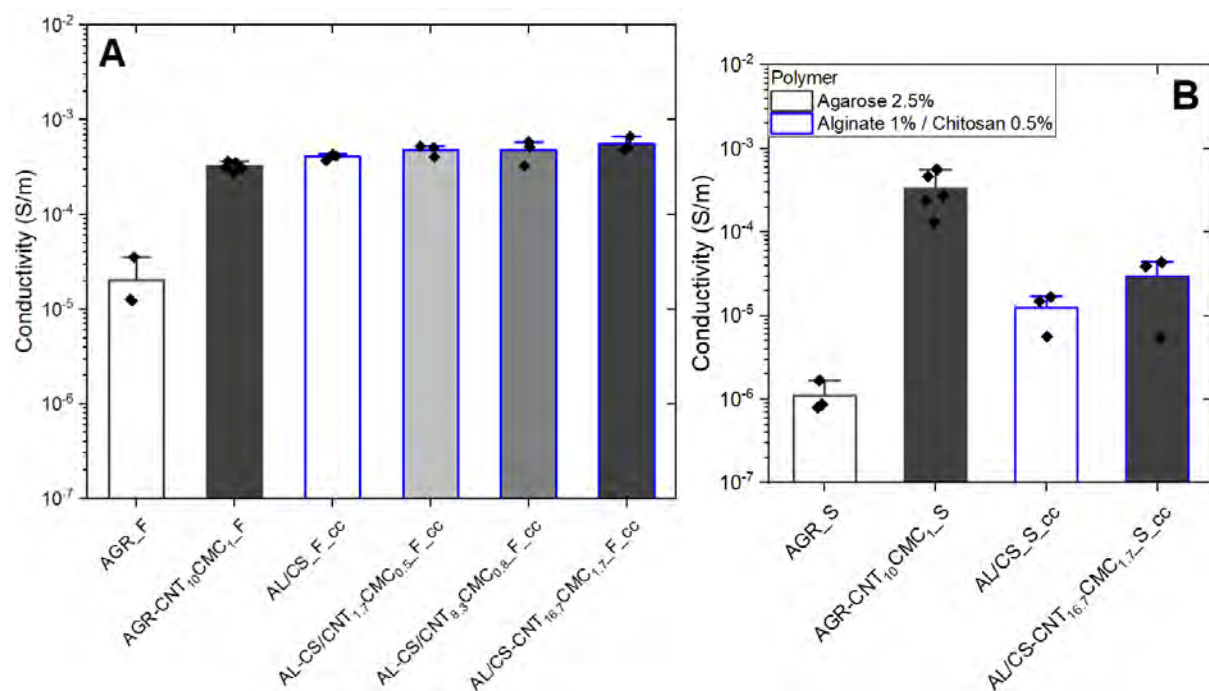 A
Conductivity (S/m)
10⁻²
10⁻³
10⁻⁴
10⁻⁵
10⁻⁶
10⁻⁷
AGR_F
AGR-CNT₁₀CMC₁_F
AL/CS_F_cc
AL-CS/CNT₁,₇CMC₀,₅_F_cc
AL-CS/CNT₈,₃CMC₀,₈_F_cc
AL/CS-CNT₁₆,₇CMC₁,₇_F_cc
B
Polymer
Agarose 2.5%
Alginate 1% / Chitosan 0.5%
Conductivity (S/m)
10⁻²
10⁻³
10⁻⁴
10⁻⁵
10⁻⁶
10⁻⁷
AGR_S
AGR-CNT₁₀CMC₁_S
AL/CS_S_cc
AL/CS-CNT₁₆,₇CMC₁,₇_S_cc